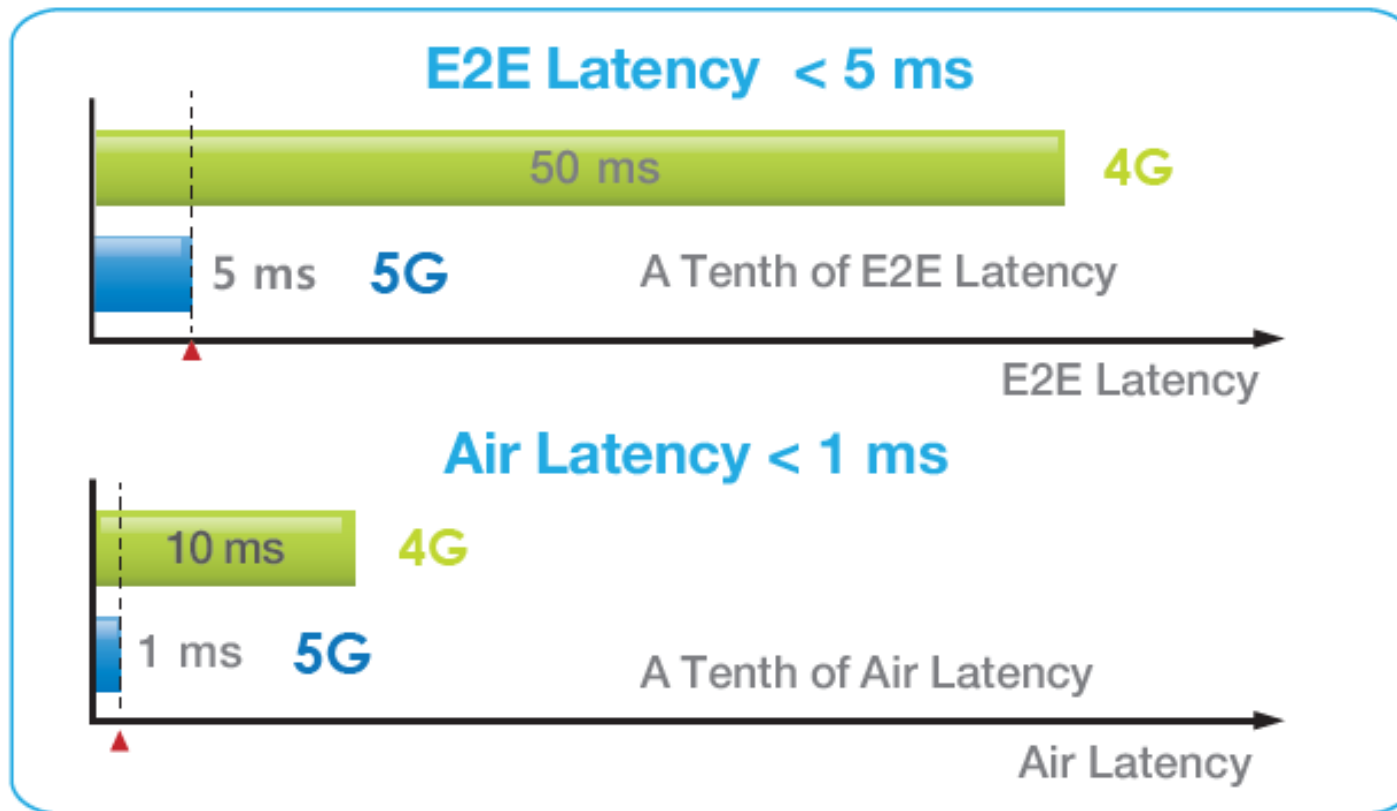 E2E Latency < 5 ms
50 ms 4G
5 ms 5G A Tenth of E2E Latency
E2E Latency
Air Latency < 1 ms
10 ms 4G
1 ms 5G A Tenth of Air Latency
Air Latency